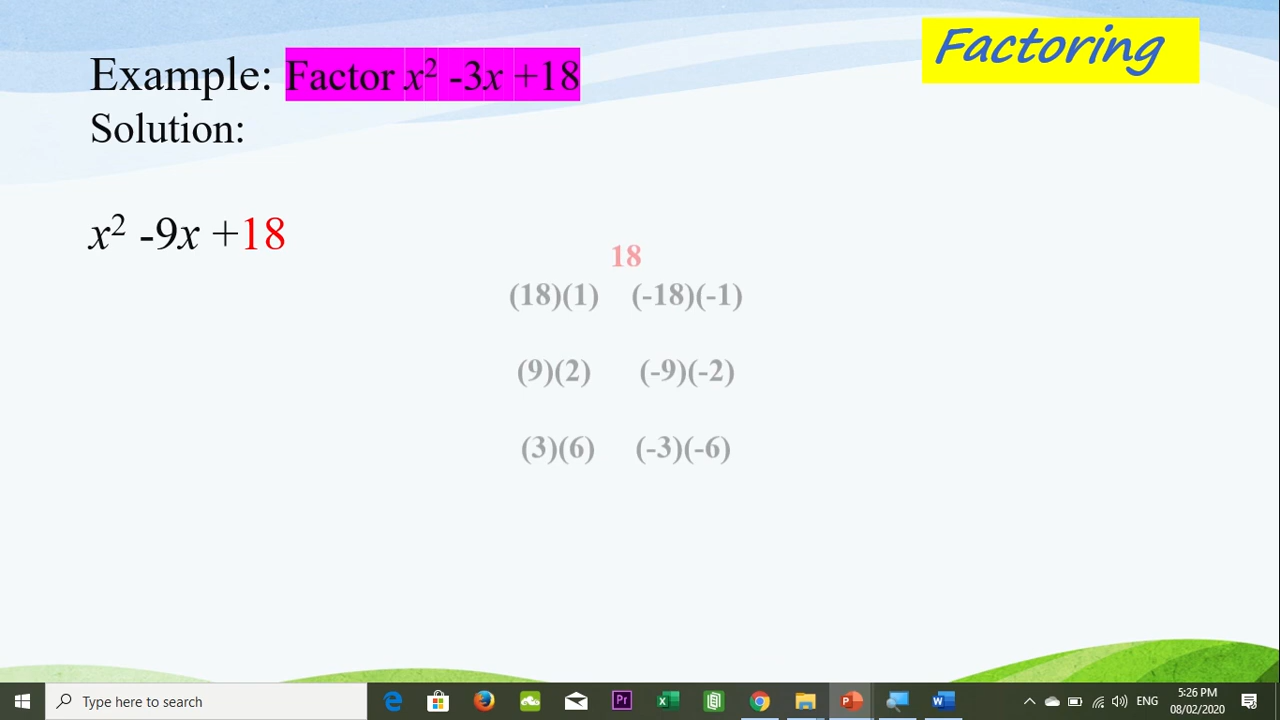 Factoring
Example: Factor x² -3x +18
Solution:
x² -9x +18
18
(18)(1) (-18)(-1)
(9)(2) (-9)(-2)
(3)(6) (-3)(-6)
Type here to search
Pr
ENG
5:26 PM
08/02/2020